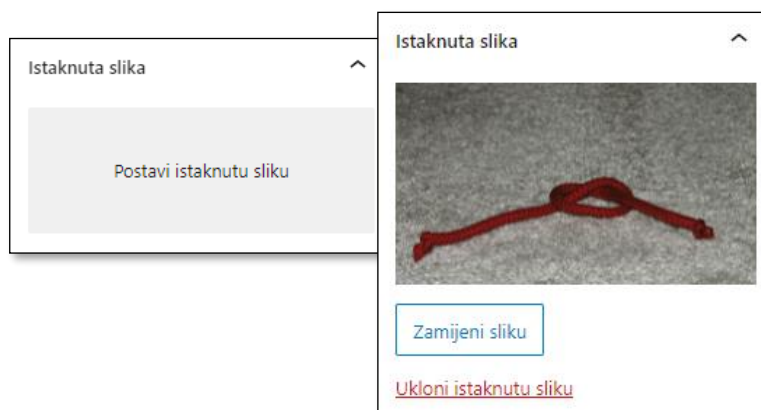 Istaknuta slika
Postavi istaknutu sliku
Istaknuta slika
Zamijeni sliku
Ukloni istaknutu sliku